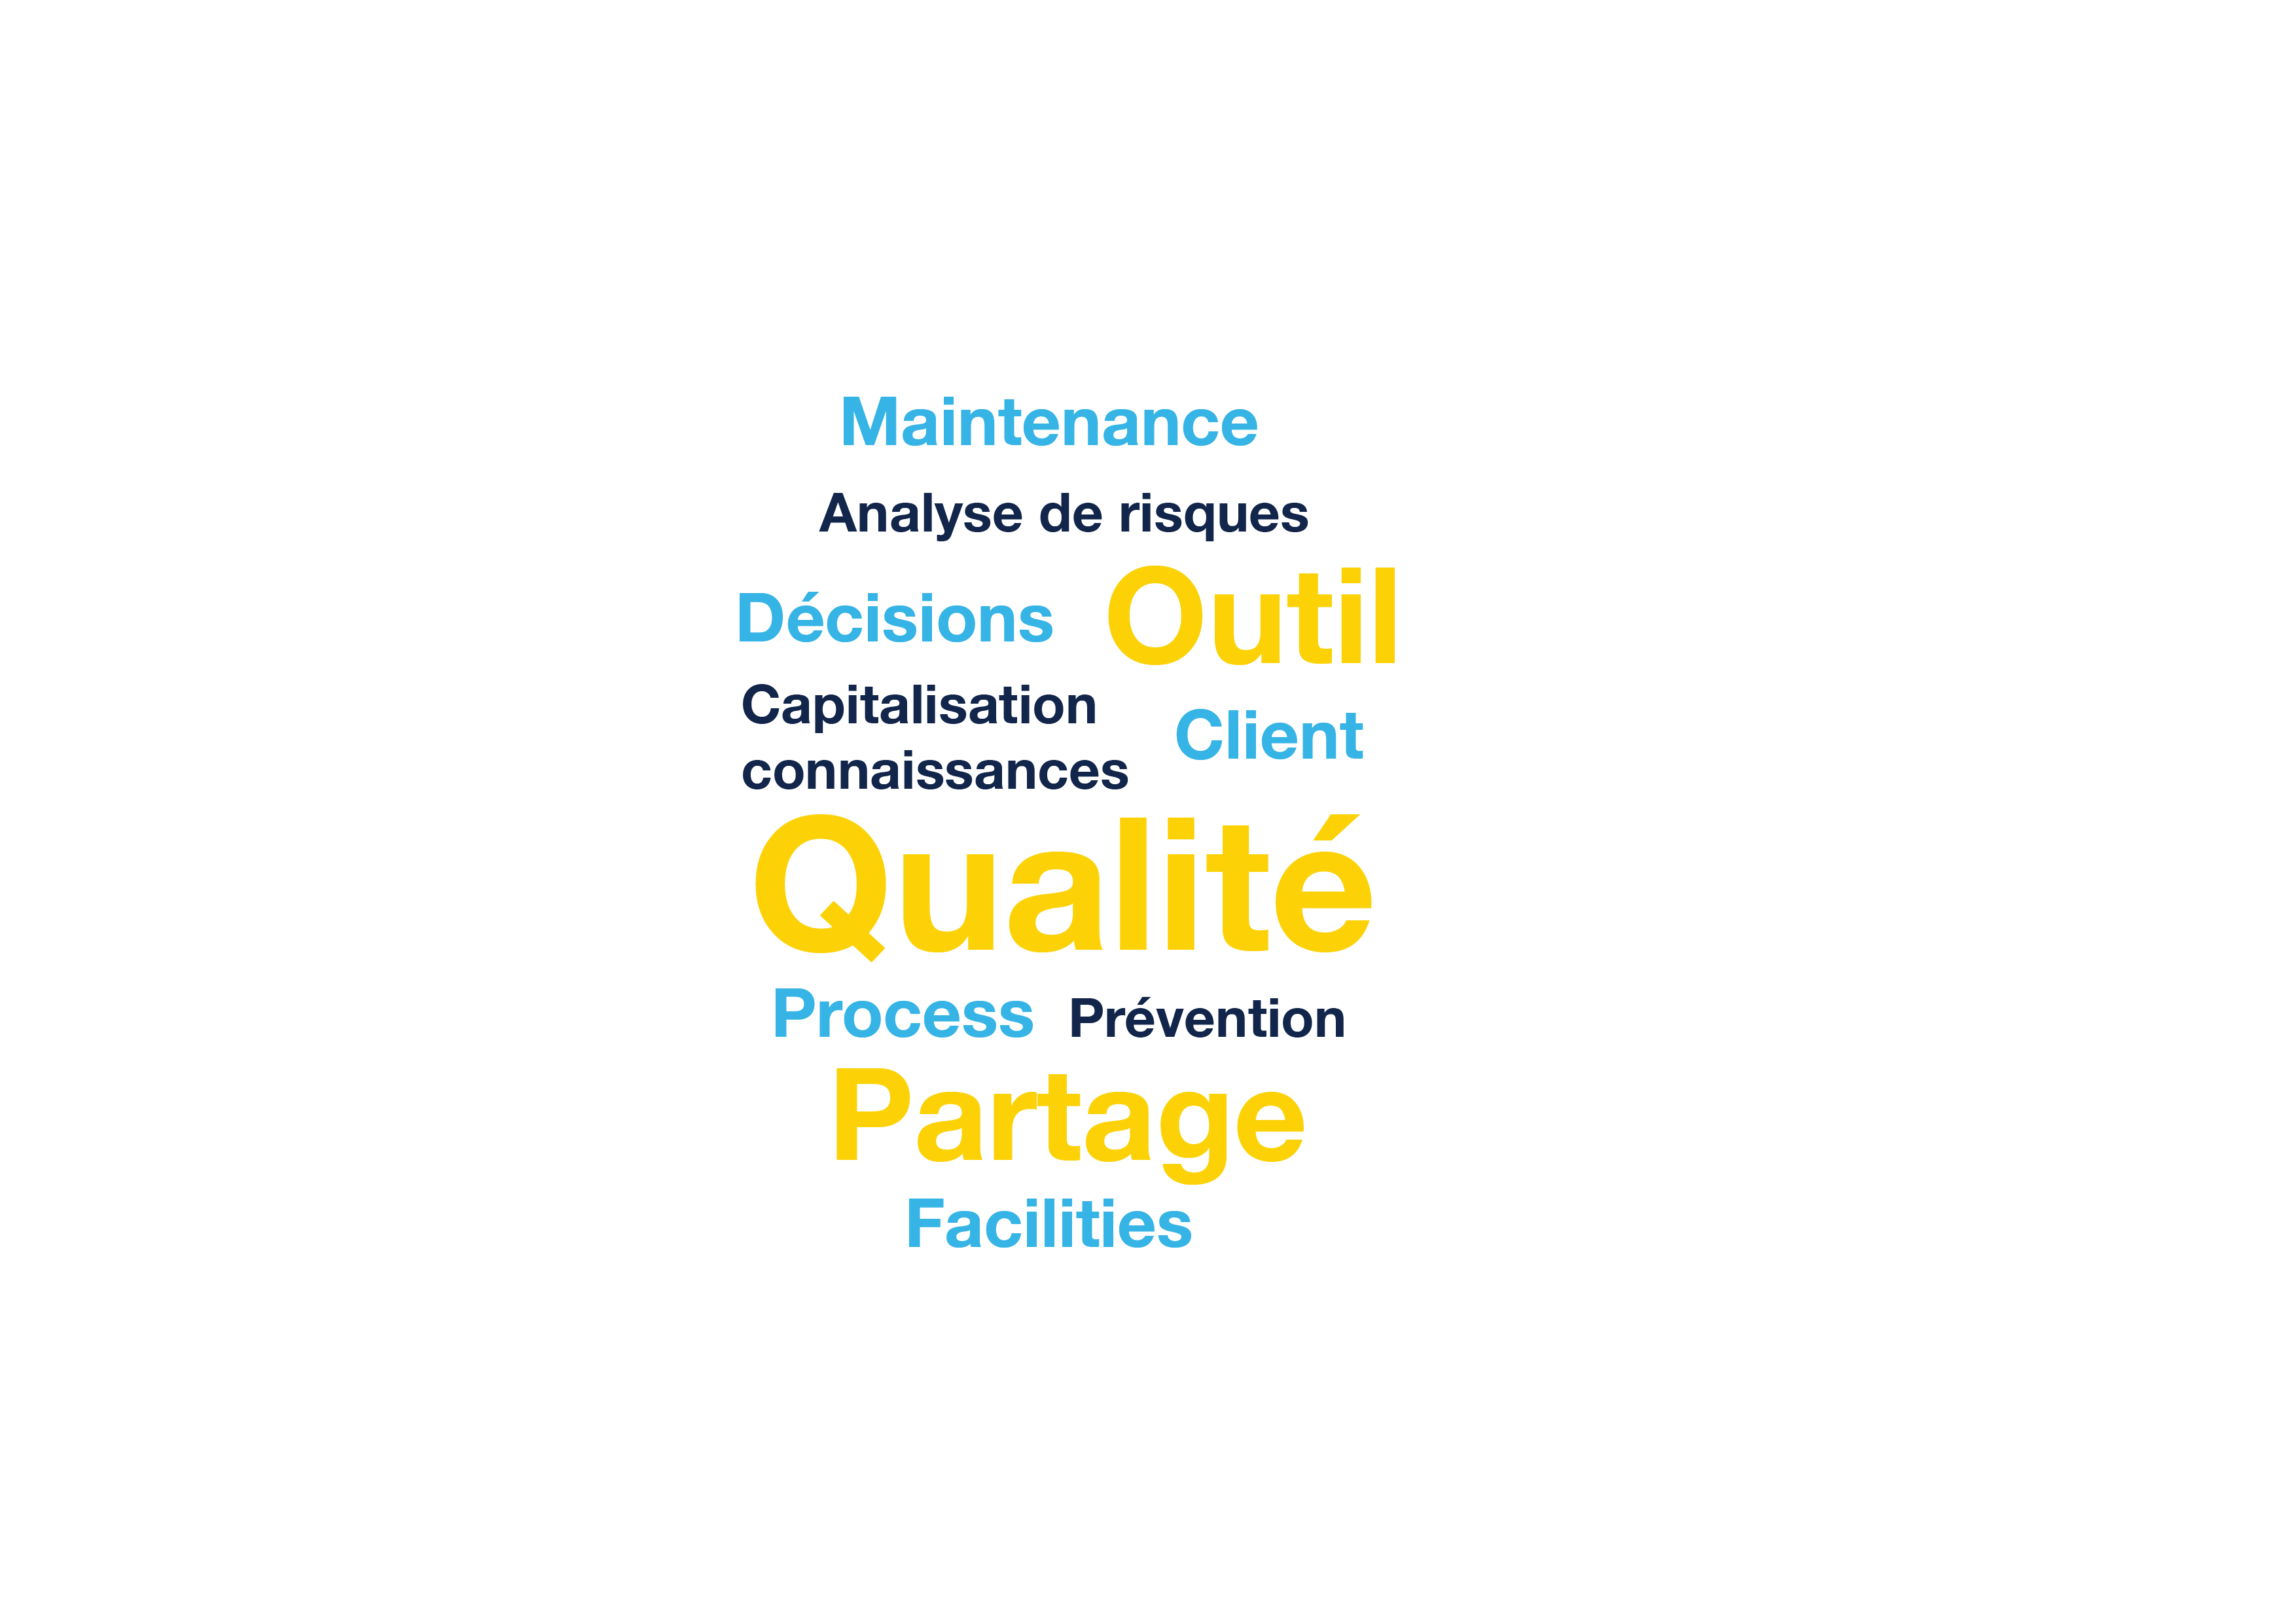 Maintenance
Analyse de risques
Décisions
Outil
Capitalisation
connaissances
Client
Qualité
Process
Prévention
Partage
Facilities